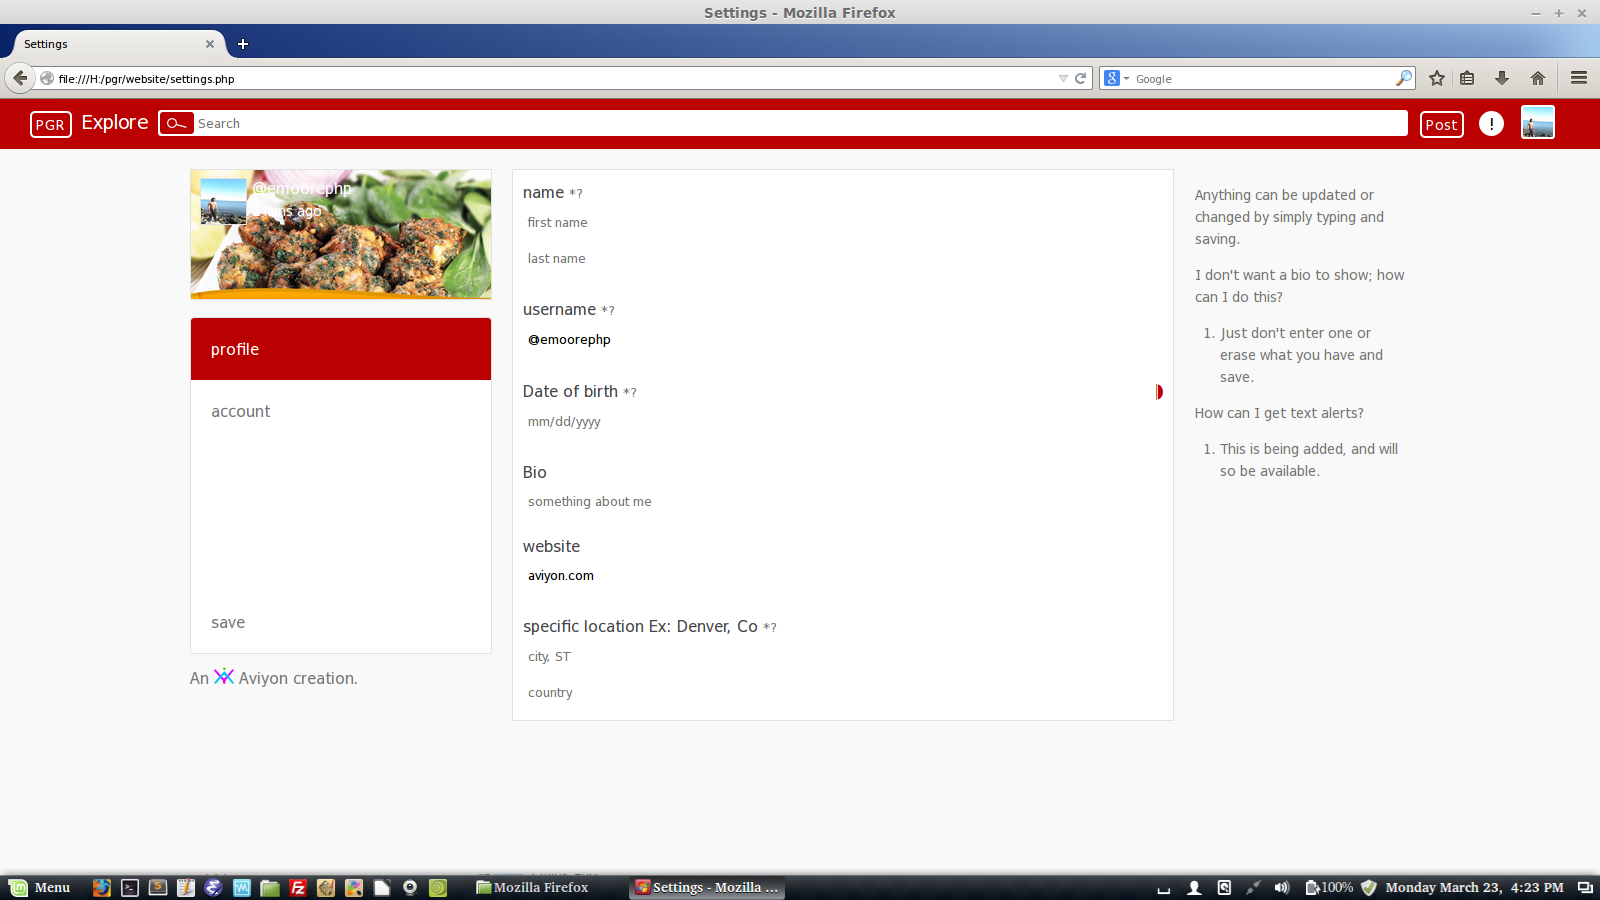 Settings - Mozilla Firefox
Settings
file:///H:/pgr/website/settings.php
8 Google
PGR Explore Search Post !
@emoorephp
ns ago
profile
account
save
An Aviyon creation.
name *?
first name
last name
username *?
@emoorephp
Date of birth *?
mm/dd/yyyy
Bio
something about me
website
aviyon.com
specific location Ex: Denver, Co *?
city, ST
country
Anything can be updated or
changed by simply typing and
saving.
I don't want a bio to show; how
can I do this?
1. Just don't enter one or
erase what you have and
save.
How can I get text alerts?
1. This is being added, and will
so be available.
Menu Mozilla Firefox Settings - Mozilla ... 100% Monday March 23, 4:23 PM